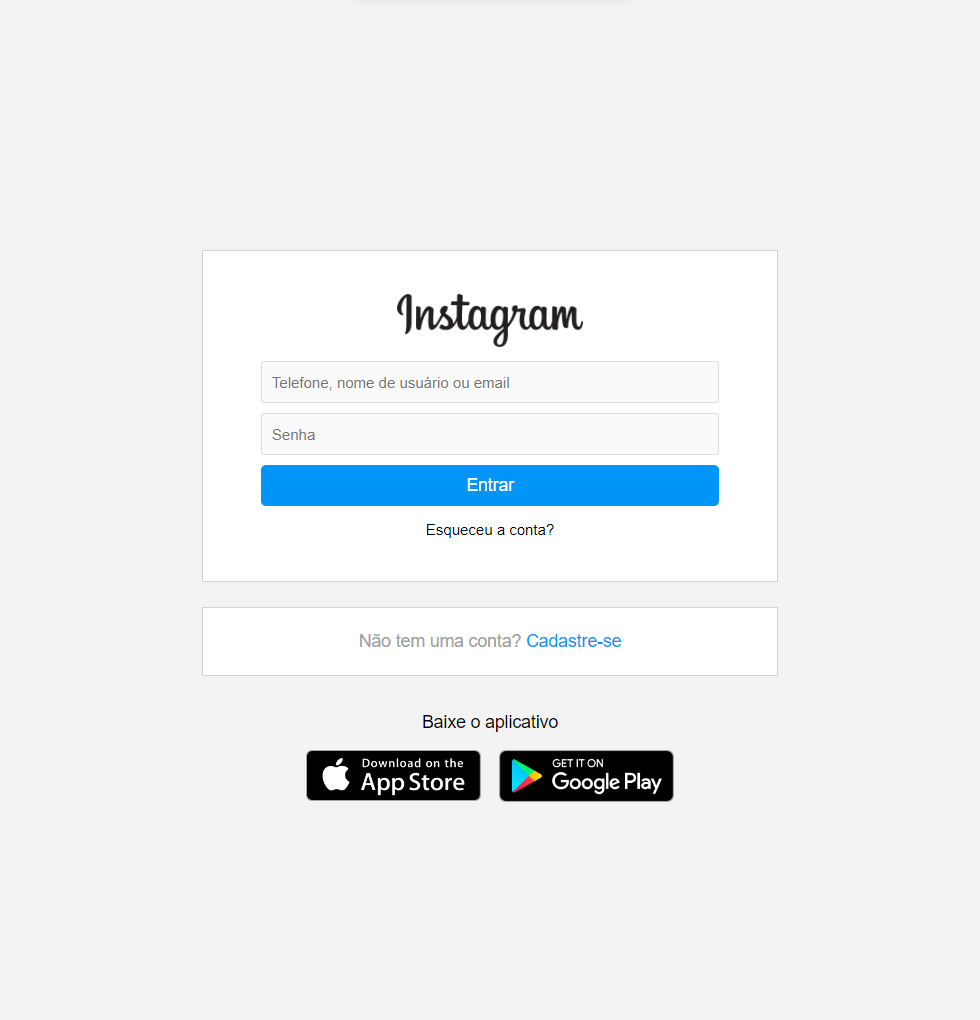 Instagram
Telefone, nome de usuário ou email
Senha
Entrar
Esqueceu a conta?
Não tem uma conta? Cadastre-se
Baixe o aplicativo
Download on the
App Store
GET IT ON
Google Play